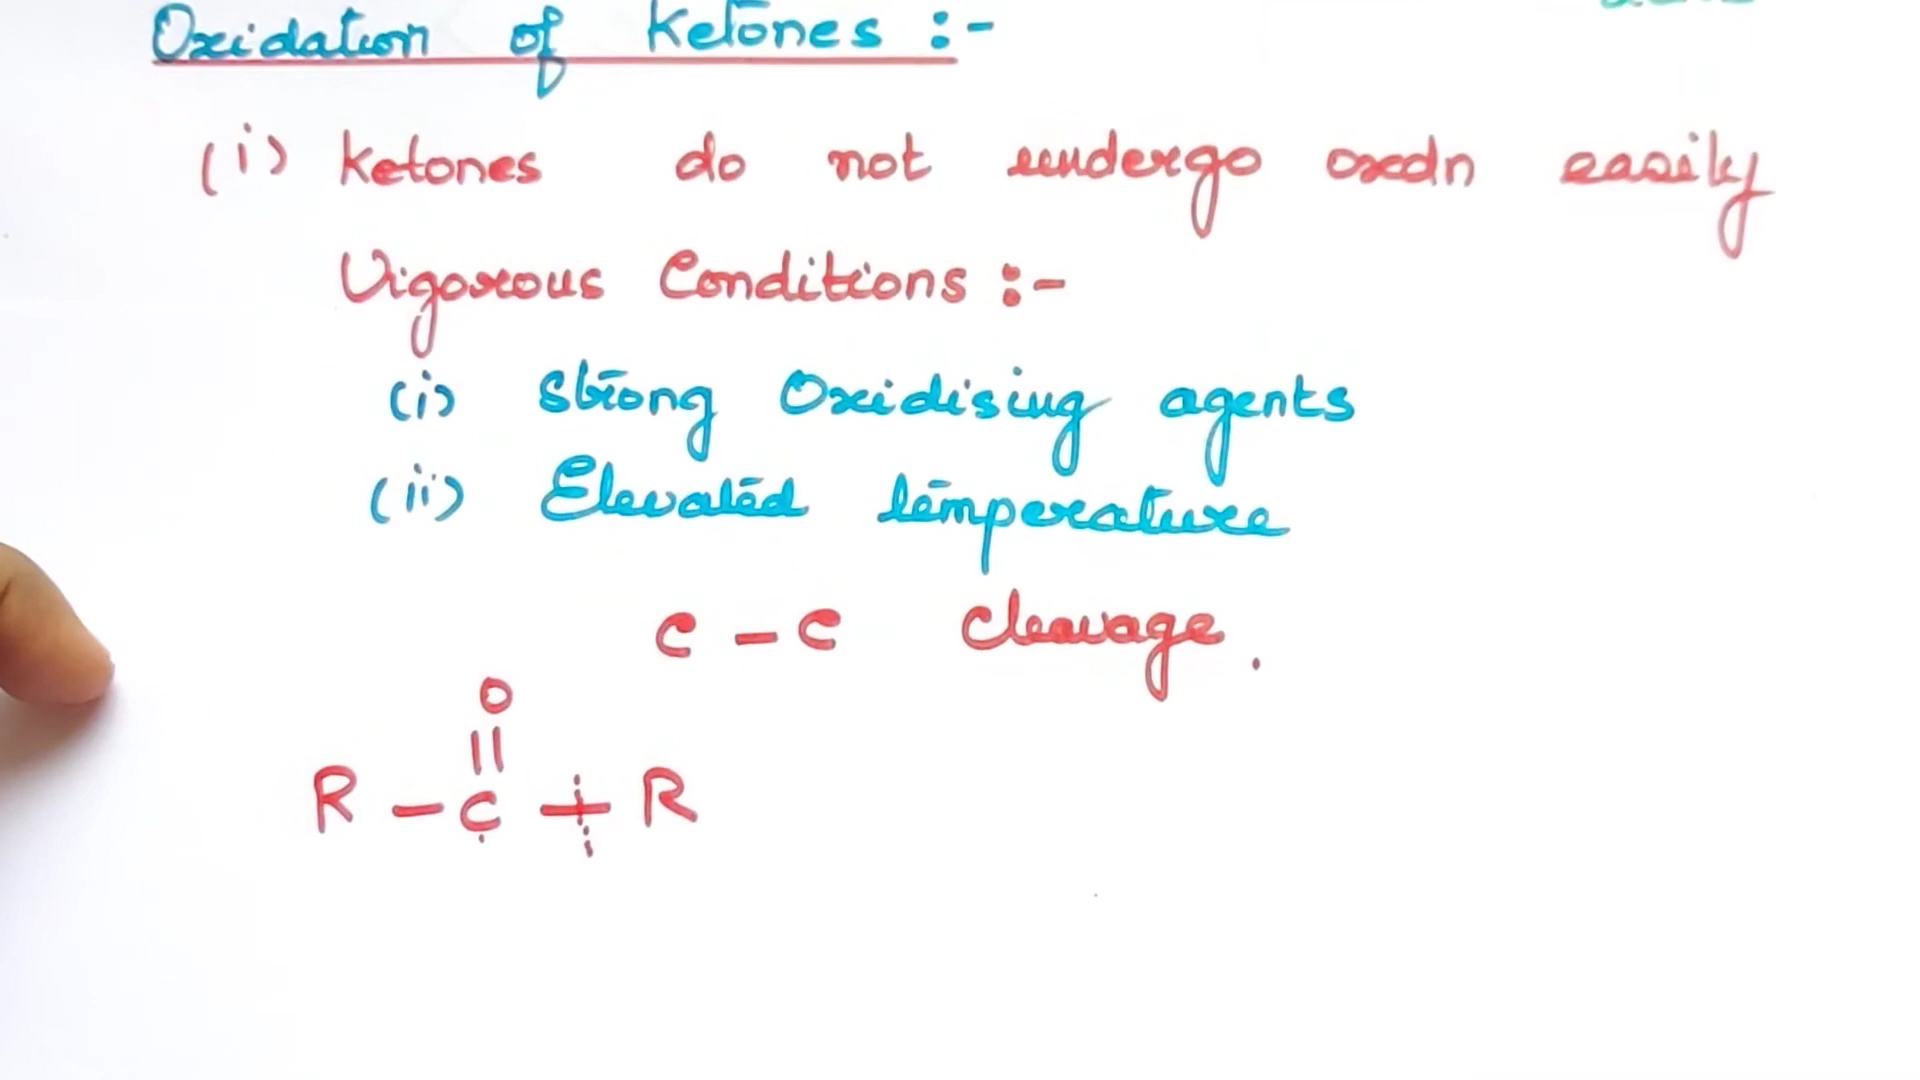 Oxidation of Ketones :-
(i) Ketones do not undergo oxdn easily
Vigorous Conditions :-
(i) Strong Oxidising agents
(ii) Elevated temperature
C - C Cleavage.
O
||
R - C + R